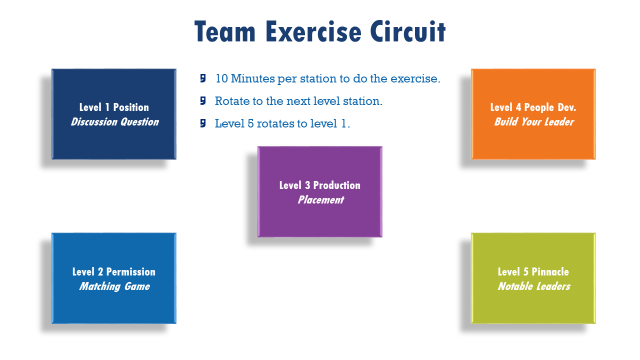 Team Exercise Circuit
10 Minutes per station to do the exercise.
Rotate to the next level station.
Level 5 rotates to level 1.
Level 1 Position
Discussion Question
Level 4 People Dev.
Build Your Leader
Level 3 Production
Placement
Level 2 Permission
Matching Game
Level 5 Pinnacle
Notable Leaders